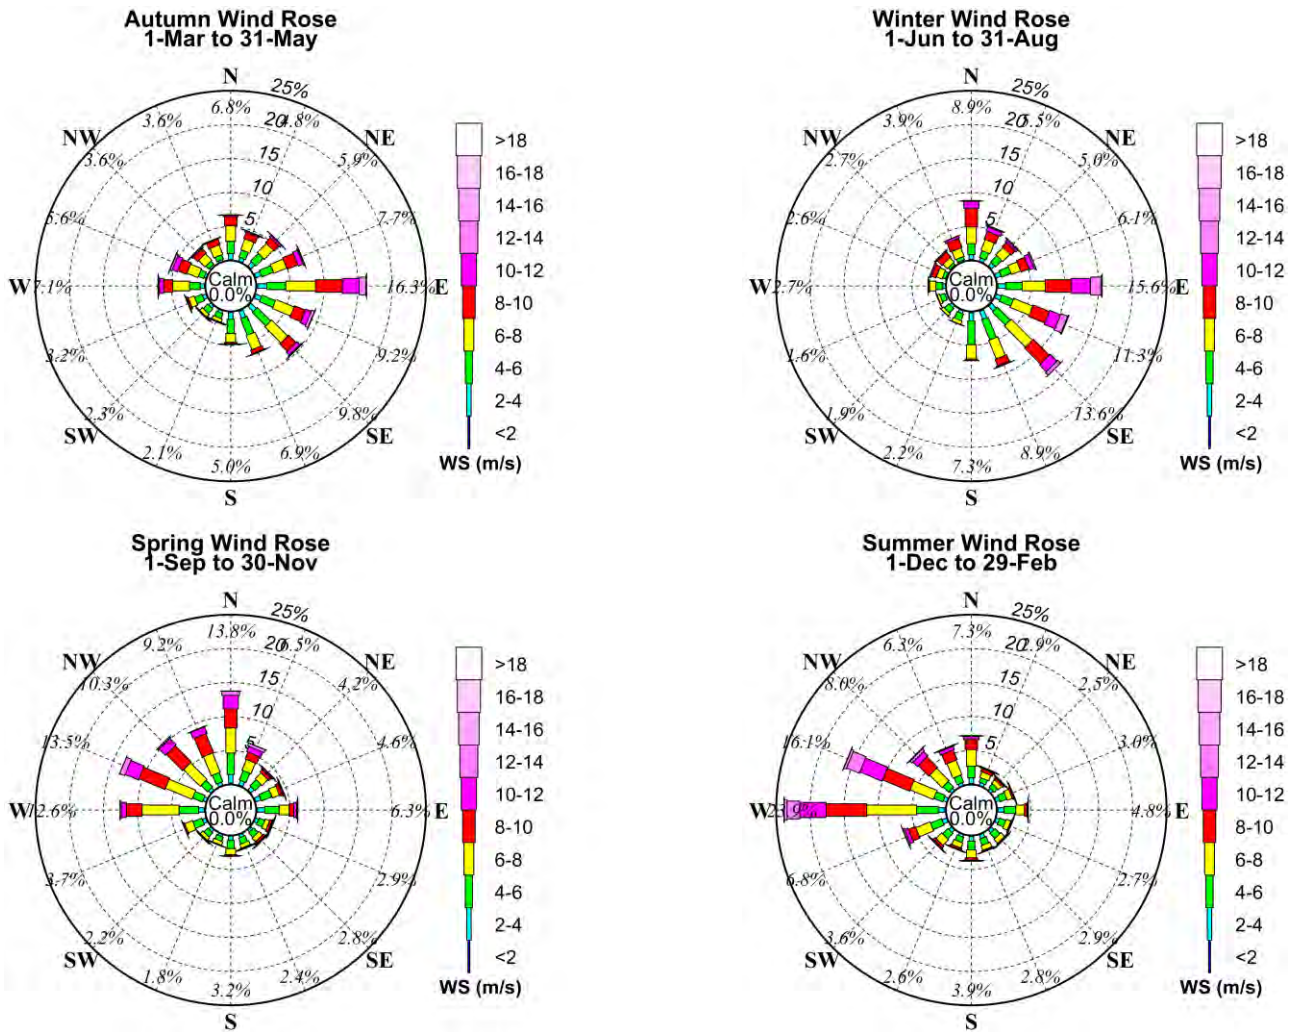 Autumn Wind Rose
1-Mar to 31-May
N
25%
6.8%
4.8%
20
3.6%
NW
NE
3.6%
5.9%
15
10
5.6%
7.7%
5
Calm
0.0%
W
7.1%
16.3%
E
3.2%
9.2%
2.3%
9.8%
SW
SE
2.1%
6.9%
5.0%
S
>18
16-18
14-16
12-14
10-12
8-10
6-8
4-6
2-4
<2
WS (m/s)
Winter Wind Rose
1-Jun to 31-Aug
N
25%
8.9%
5.5%
20
3.9%
NW
NE
2.7%
5.0%
15
10
2.6%
6.1%
5
Calm
0.0%
W
2.7%
15.6%
E
1.6%
11.3%
1.9%
13.6%
SW
SE
2.2%
8.9%
7.3%
S
>18
16-18
14-16
12-14
10-12
8-10
6-8
4-6
2-4
<2
WS (m/s)
Spring Wind Rose
1-Sep to 30-Nov
N
25%
13.8%
6.5%
20
9.2%
NW
NE
10.3%
4.2%
15
10
13.5%
4.6%
5
Calm
0.0%
W
12.6%
6.3%
E
3.7%
2.9%
2.2%
2.8%
SW
SE
1.8%
2.4%
3.2%
S
>18
16-18
14-16
12-14
10-12
8-10
6-8
4-6
2-4
<2
WS (m/s)
Summer Wind Rose
1-Dec to 29-Feb
N
25%
7.3%
2.9%
20
6.3%
NW
NE
8.0%
2.5%
15
10
16.1%
3.0%
5
Calm
0.0%
W
23.9%
4.8%
E
6.8%
2.7%
3.6%
2.9%
SW
SE
2.6%
2.8%
3.9%
S
>18
16-18
14-16
12-14
10-12
8-10
6-8
4-6
2-4
<2
WS (m/s)